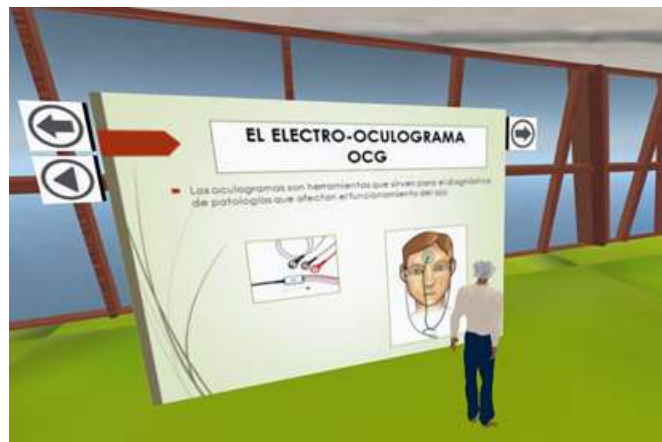 EL ELECTRO-OCULOGRAMA
OCG
Los oculogramas son herramientas que sirven para el diagnóstico
de patologías que afectan el funcionamiento del ojo